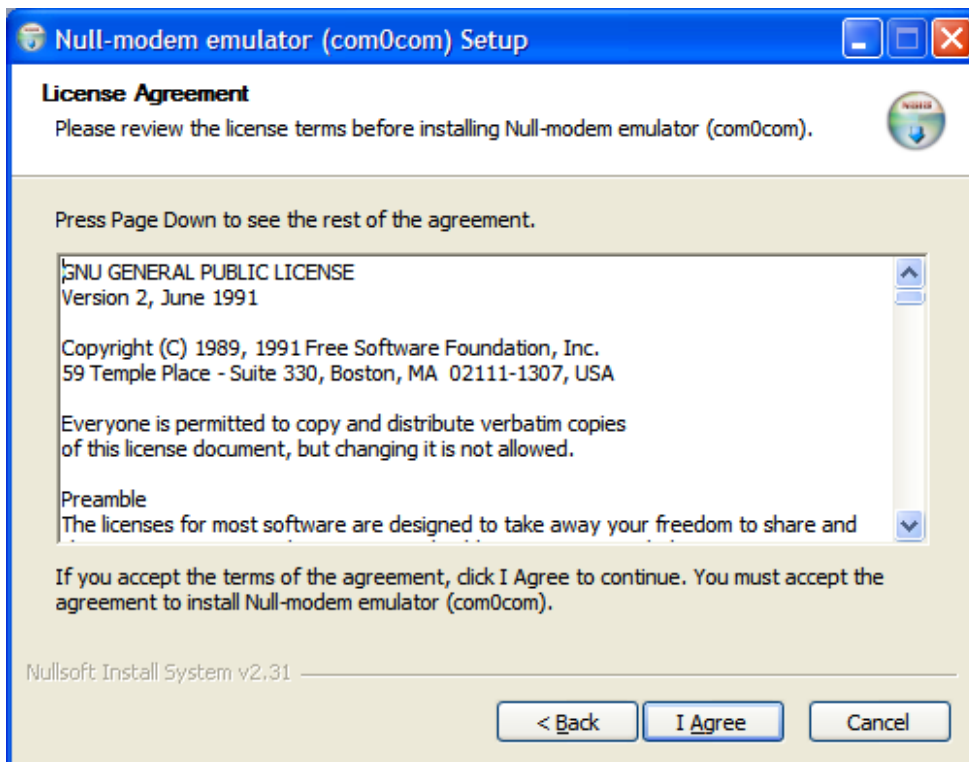 Null-modem emulator (com0com) Setup
License Agreement
Please review the license terms before installing Null-modem emulator (com0com).
Press Page Down to see the rest of the agreement.
GNU GENERAL PUBLIC LICENSE
Version 2, June 1991
Copyright (C) 1989, 1991 Free Software Foundation, Inc.
59 Temple Place - Suite 330, Boston, MA  02111-1307, USA
Everyone is permitted to copy and distribute verbatim copies
of this license document, but changing it is not allowed.
Preamble
The licenses for most software are designed to take away your freedom to share and
If you accept the terms of the agreement, click I Agree to continue. You must accept the
agreement to install Null-modem emulator (com0com).
Nullsoft Install System v2.31
< Back
I Agree
Cancel